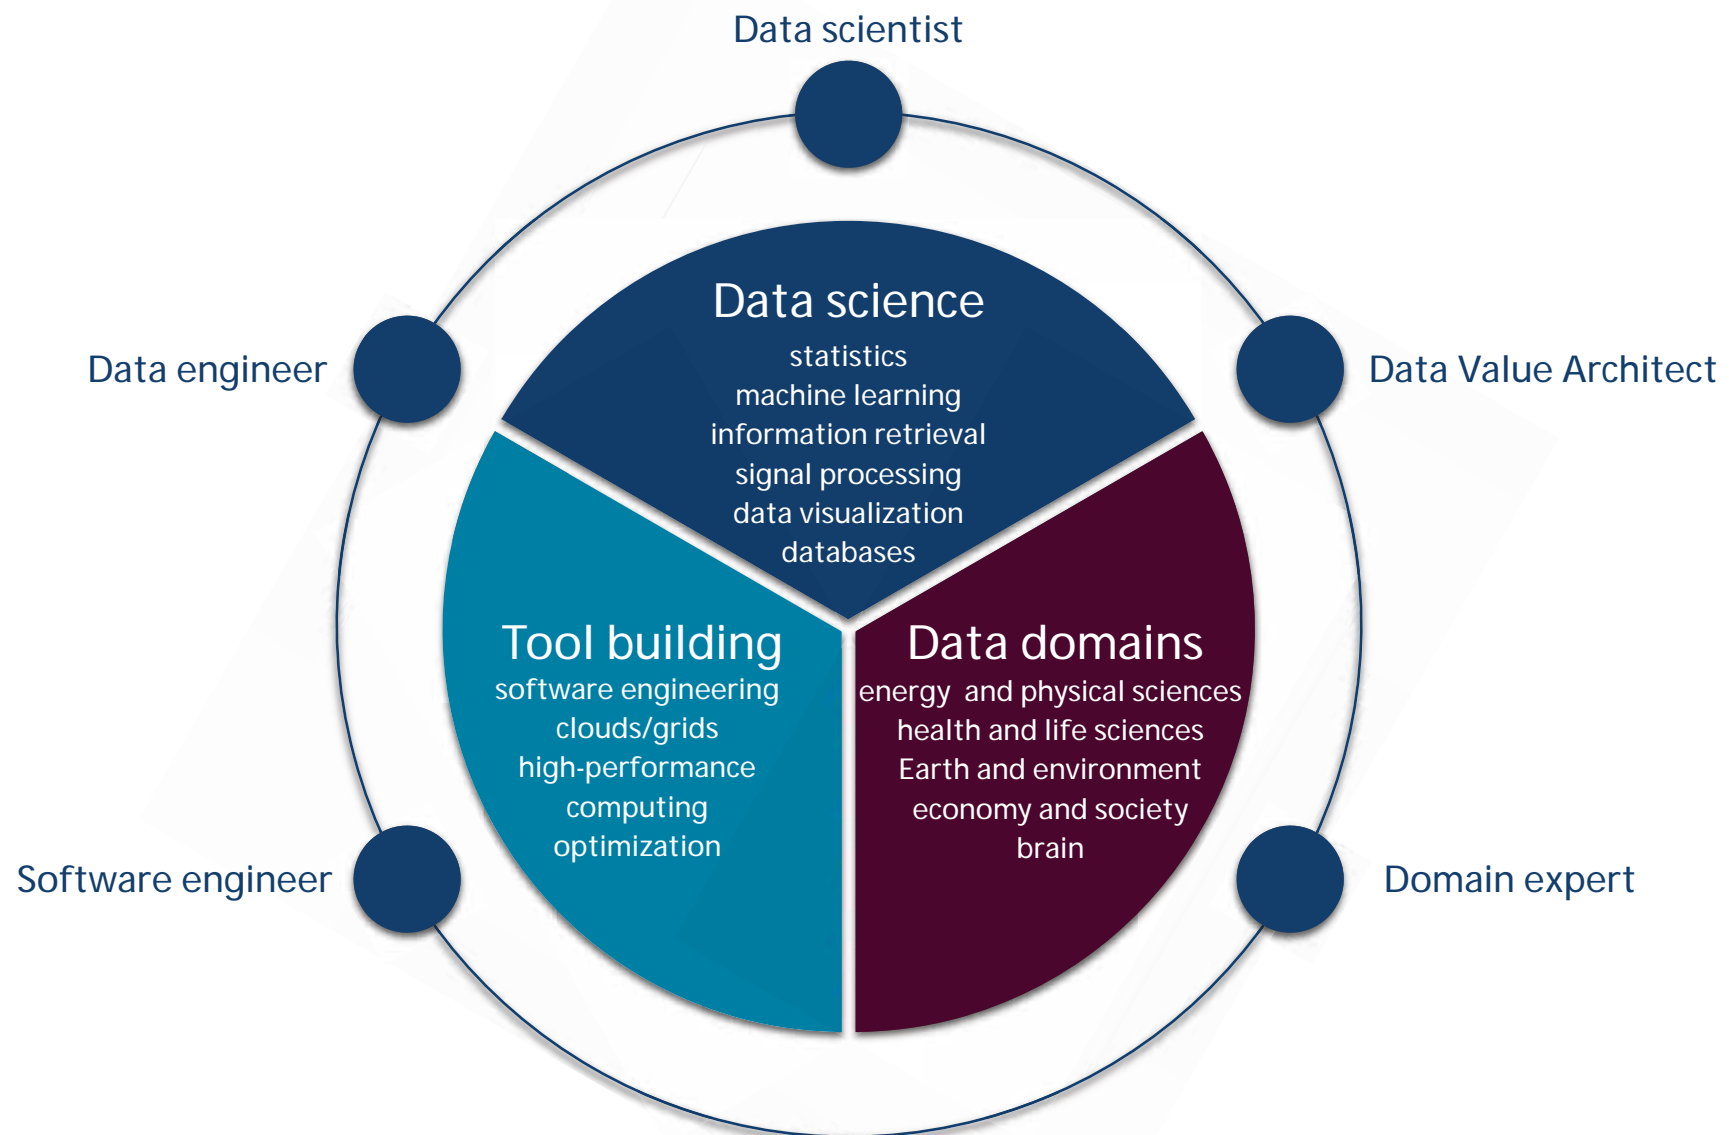 Data scientist
Data engineer
Data Value Architect
Data science
statistics
machine learning
information retrieval
signal processing
data visualization
databases
Tool building
software engineering
clouds/grids
high-performance
computing
optimization
Data domains
energy and physical sciences
health and life sciences
Earth and environment
economy and society
brain
Software engineer
Domain expert